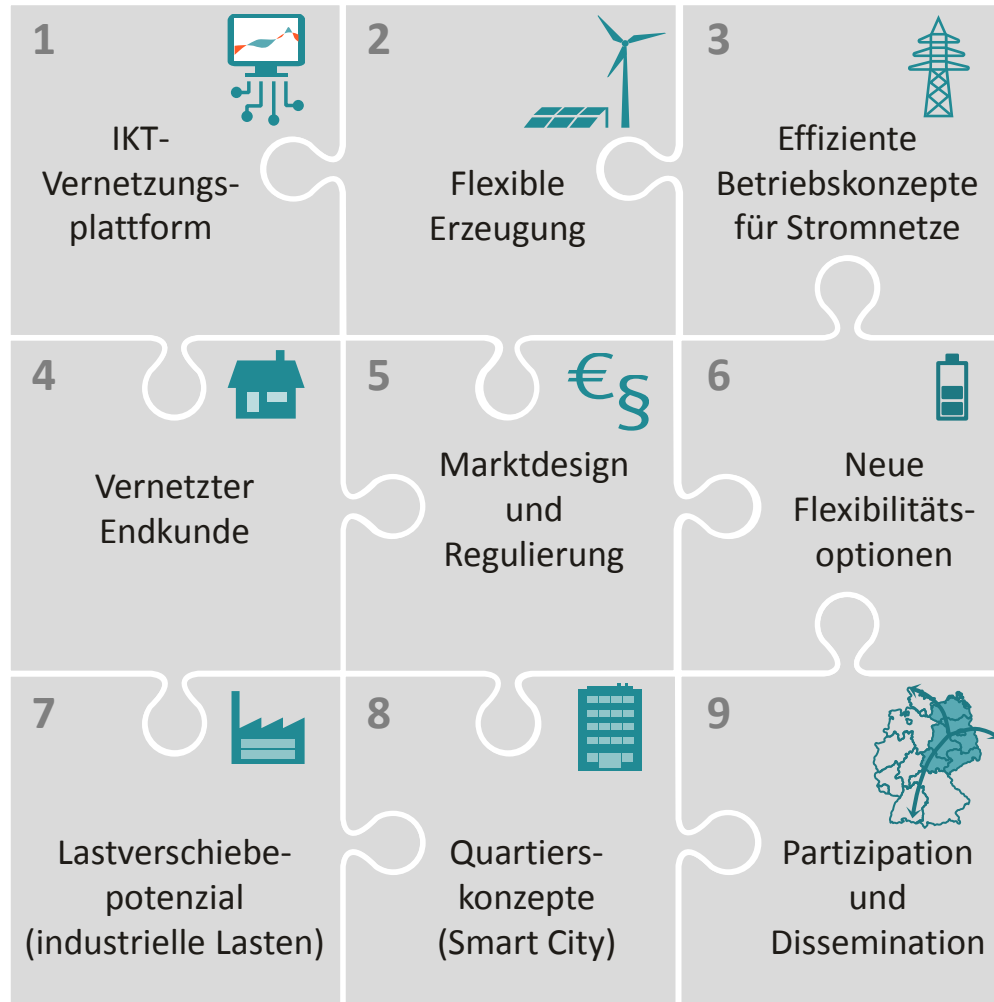 1
IKT-
Vernetzungs-
plattform
2
Flexible
Erzeugung
3
Effiziente
Betriebskonzepte
für Stromnetze
4
Vernetzter
Endkunde
5
€§
Marktdesign
und
Regulierung
6
Neue
Flexibilitäts-
optionen
7
Lastverschiebe-
potenzial
(industrielle Lasten)
8
Quartiers-
konzepte
(Smart City)
9
Partizipation
und
Dissemination